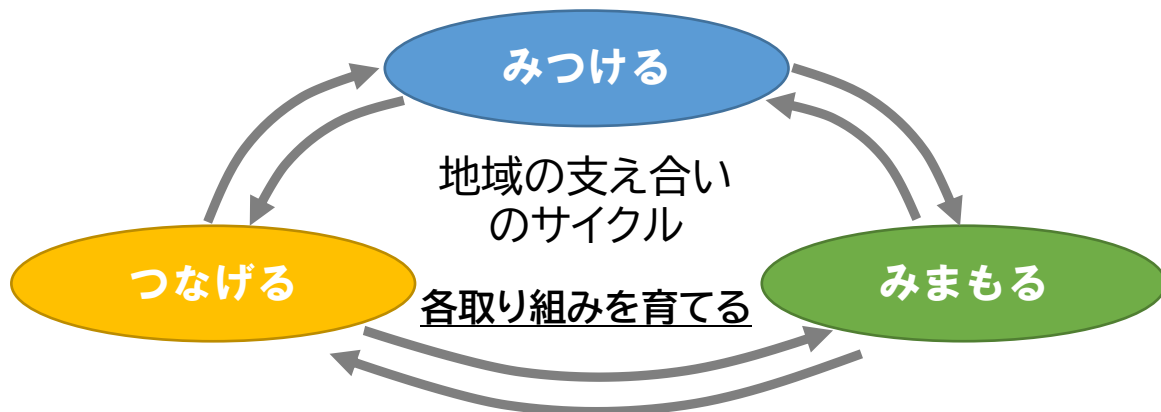 みつける
地域の支え合い
のサイクル
つなげる
各取り組みを育てる
みまもる